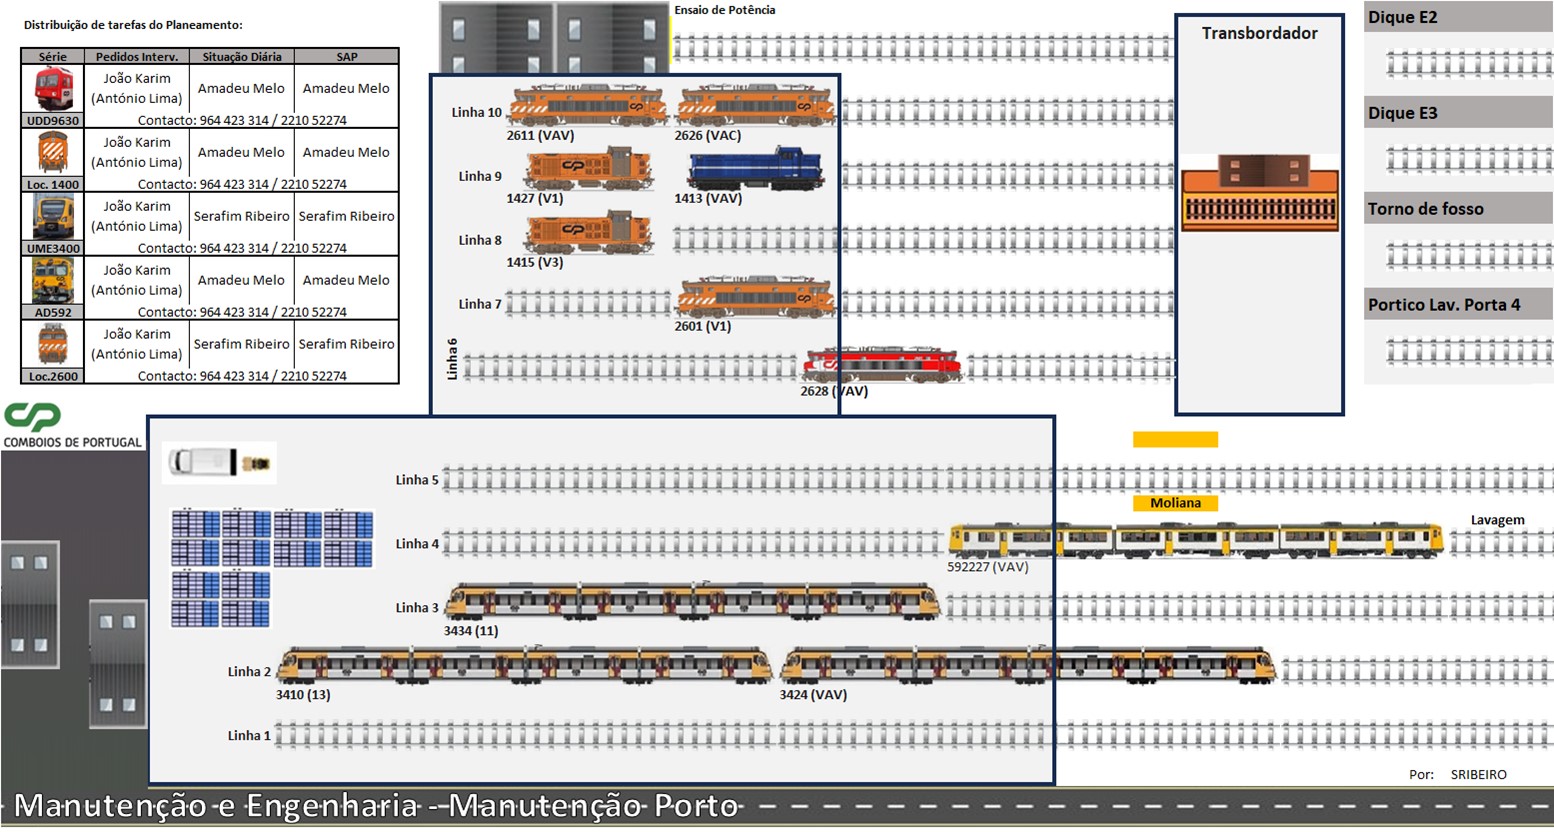 Distribuição de tarefas do Planeamento:
Série Pedidos Interv. Situação Diária SAP
João Karim
(António Lima) Amadeu Melo Amadeu Melo
UDD9630 Contacto: 964 423 314 / 2210 52274
João Karim
(António Lima) Amadeu Melo Amadeu Melo
Loc. 1400 Contacto: 964 423 314 / 2210 52274
João Karim
(António Lima) Serafim Ribeiro Serafim Ribeiro
UME3400 Contacto: 964 423 314 / 2210 52274
João Karim
(António Lima) Amadeu Melo Amadeu Melo
AD592 Contacto: 964 423 314 / 2210 52274
João Karim
(António Lima) Serafim Ribeiro Serafim Ribeiro
Loc.2600 Contacto: 964 423 314 / 2210 52274
CP
COMBOIOS DE PORTUGAL
Ensaio de Potência
Linha 10
2611 (VAV) 2626 (VAC)
Linha 9
1427 (V1) 1413 (VAV)
Linha 8
1415 (V3)
Linha 7
2601 (V1)
Linha 6
2628 (VAV)
Transbordador
Dique E2
Dique E3
Torno de fosso
Portico Lav. Porta 4
Linha 5
Moliana
Lavagem
Linha 4
592227 (VAV)
Linha 3
3434 (11)
Linha 2
3410 (13) 3424 (VAV)
Linha 1
Por: SRIBEIRO
Manutenção e Engenharia - Manutenção Porto